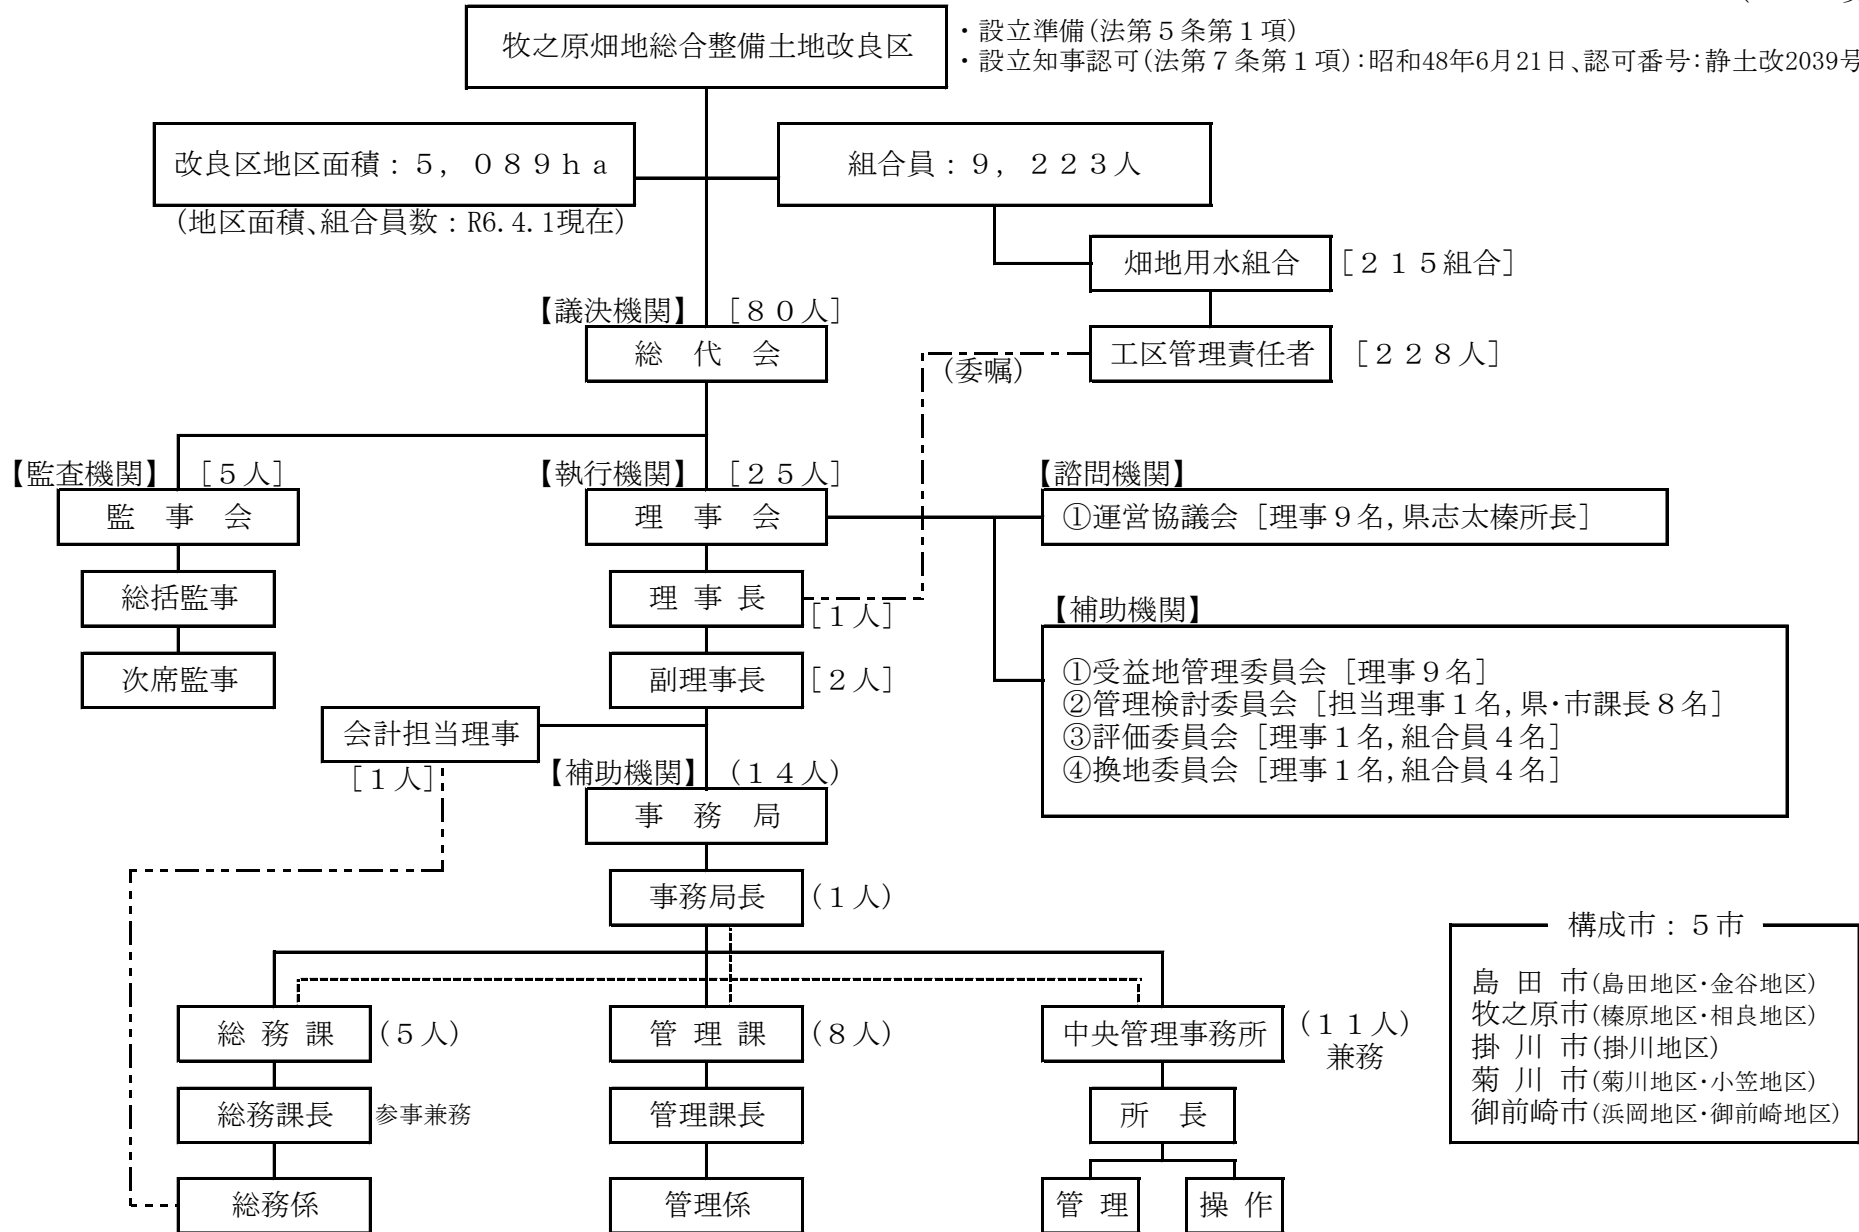 牧之原畑地総合整備土地改良区
・設立準備(法第５条第１項)
・設立知事認可(法第７条第１項):昭和48年6月21日、認可番号:静土改2039号
改良区地区面積：５，０８９ｈａ
(地区面積、組合員数：R6.4.1現在)
組合員：９，２２３人
畑地用水組合 ［２１５組合］
【議決機関】 ［８０人］
総 代 会
(委嘱)
工区管理責任者 ［２２８人］
【監査機関】 ［５人］
監 事 会
【執行機関】 ［２５人］
理 事 会
【諮問機関】
①運営協議会［理事９名,県志太榛所長］
総括監事
理 事 長
［１人］
次席監事
副理事長 ［２人］
【補助機関】
①受益地管理委員会［理事９名］
②管理検討委員会［担当理事１名,県・市課長８名］
③評価委員会［理事１名,組合員４名］
④換地委員会［理事１名,組合員４名］
会計担当理事
［１人］
【補助機関】 (１４人)
事 務 局
事務局長 (１人)
総 務 課 (５人)
管 理 課 (８人)
中央管理事務所 (１１人)
兼務
総務課長 参事兼務
管理課長
所 長
総務係
管理係
管 理
操 作
構成市：５市
島 田 市(島田地区・金谷地区)
牧之原市(榛原地区・相良地区)
掛 川 市(掛川地区)
菊 川 市(菊川地区・小笠地区)
御前崎市(浜岡地区・御前崎地区)